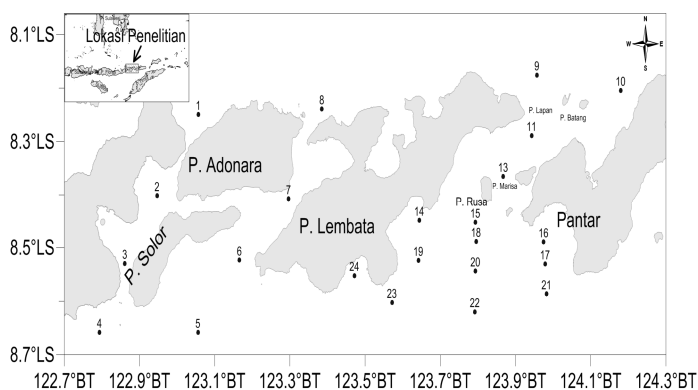 8.1°LS
8.3°LS
8.5°LS
8.7°LS
122.7°BT 122.9°BT 123.1°BT 123.3°BT 123.5°BT 123.7°BT 123.9°BT 124.1°BT 124.3°BT
Lokasi Penelitian
N
W E
S
9
10
8
1
P. Lapan
P. Batang
11
P. Adonara
13
P. Marisa
2
7
P. Rusa
14
15
P. Lembata
Pantar
18
16
P. Solor
3
6
19
20
17
24
21
23
22
4
5